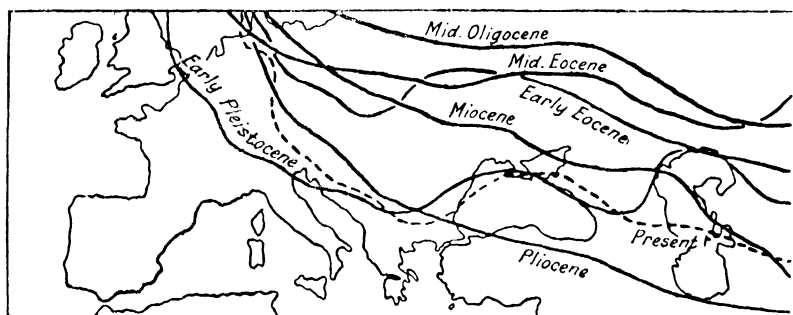 Mid. Oligocene
Mid. Eocene
Early Eocene
Early Pleistocene
Miocene
Present
Pliocene